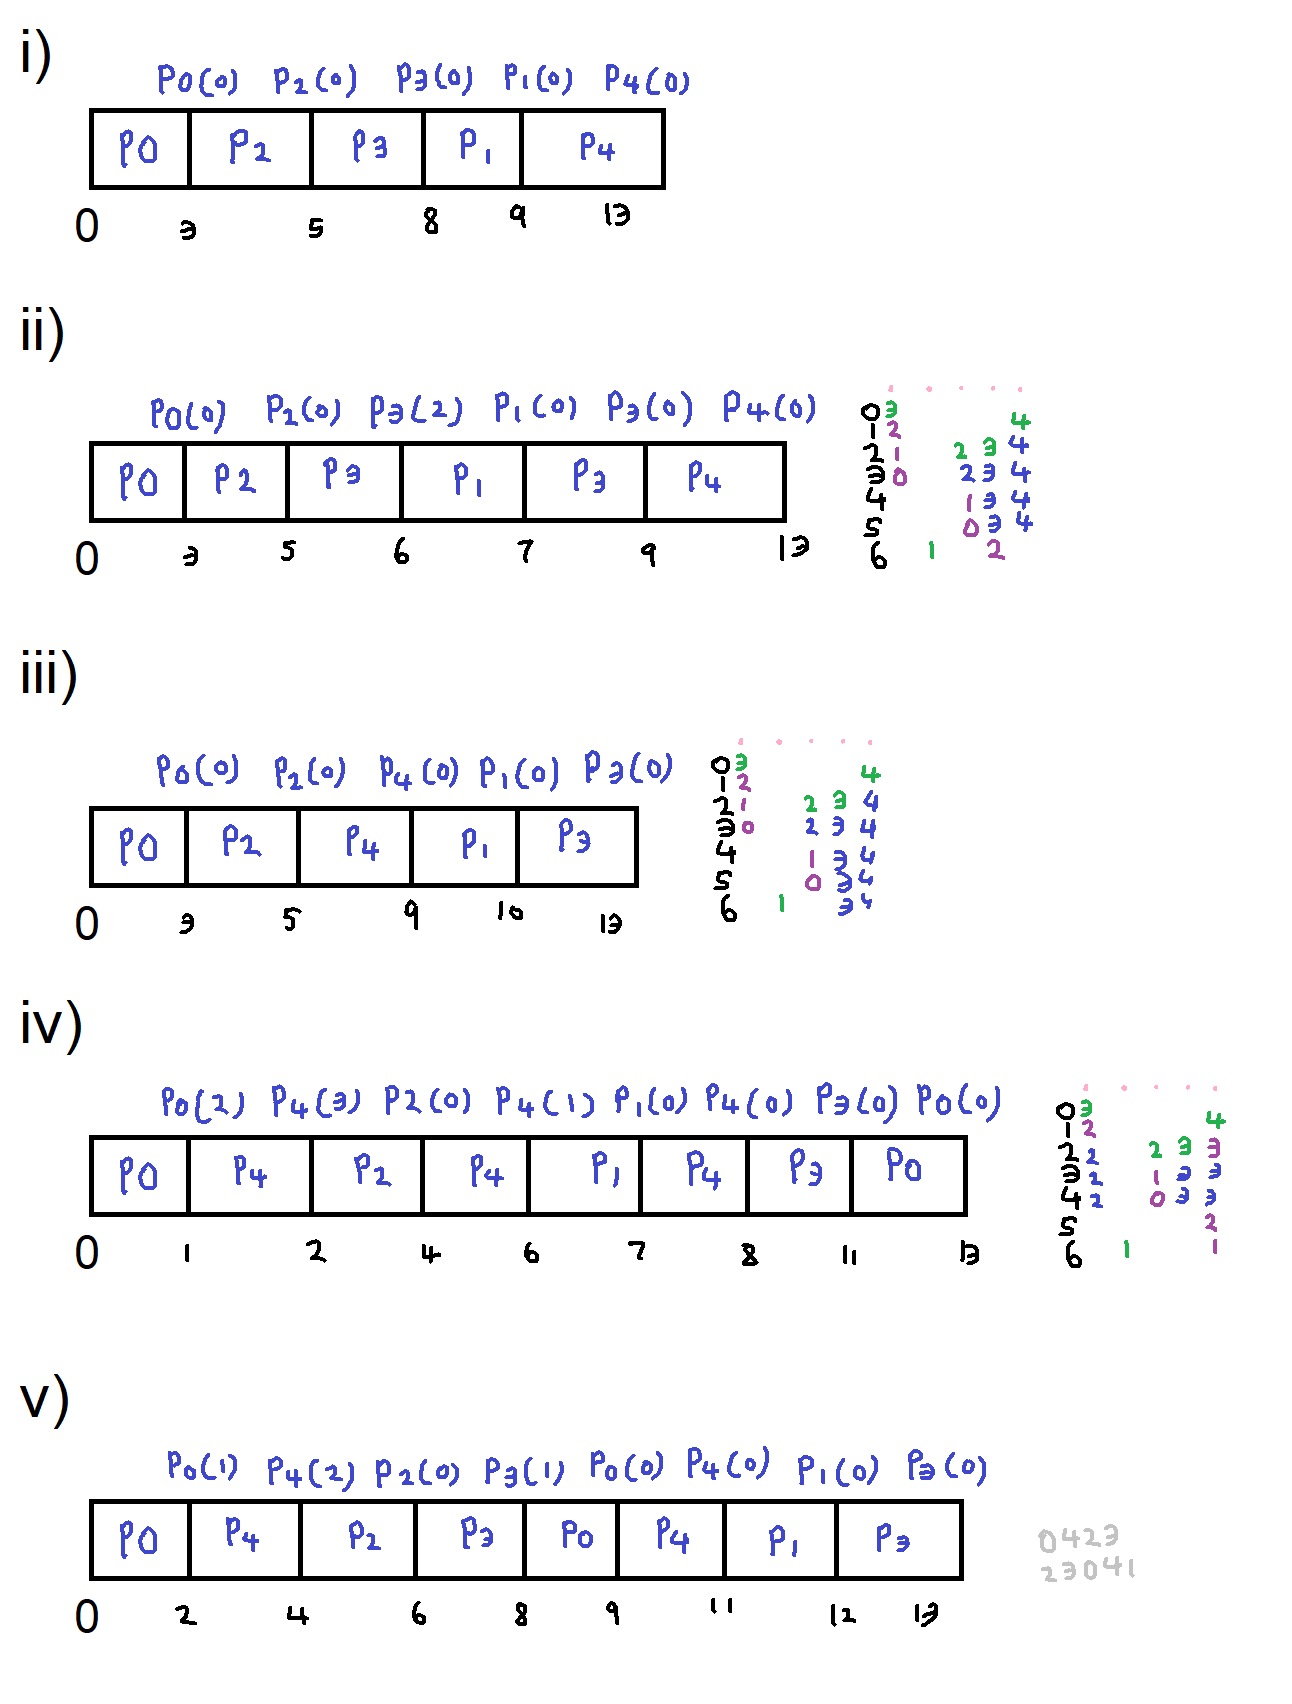 i)
P0(0) P2(0) P3(0) P1(0) P4(0)
P0 P2 P3 P1 P4
0 3 5 8 9 13
ii)
P0(0) P2(0) P3(2) P1(0) P3(0) P4(0)
P0 P2 P3 P1 P3 P4
0 3 5 6 7 9 13
0 3
1 2 4
2 1 2 3 4
3 0 2 3 4
4 1 3 4
5 0 3 4
6 1 2
iii)
P0(0) P2(0) P4(0) P1(0) P3(0)
P0 P2 P4 P1 P3
0 3 5 9 10 13
0 3
1 2 4
2 1 2 3 4
3 0 2 3 4
4 1 3 4
5 0 3 4
6 1 3 4
iv)
P0(2) P4(3) P2(0) P4(1) P1(0) P4(0) P3(0) P0(0)
P0 P4 P2 P4 P1 P4 P3 P0
0 1 2 4 6 7 8 11 13
0 3
1 2 4
2 2 2 3 3
3 2 1 3 3
4 2 0 3 3
5 2
6 1 1
v)
P0(1) P4(2) P2(0) P3(1) P0(0) P4(0) P1(0) P3(0)
P0 P4 P2 P3 P0 P4 P1 P3
0 2 4 6 8 9 11 12 13
0423
23041